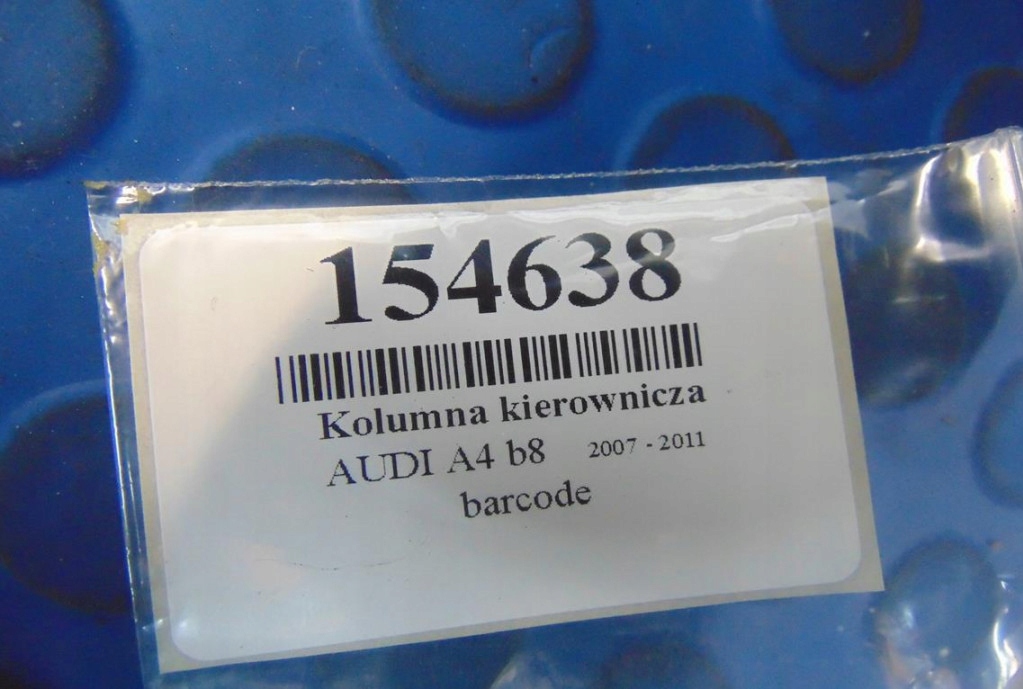 154638
Kolumna kierownicza
AUDI A4 b8 2007 - 2011
barcode